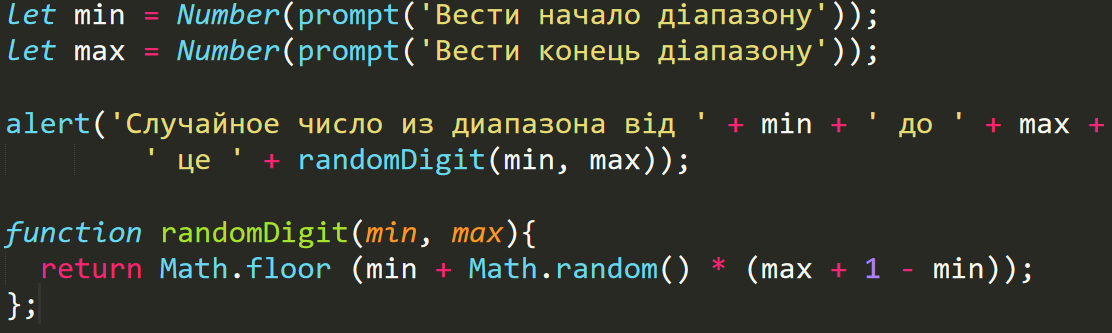 let min = Number(prompt('Вести начало діапазону'));
let max = Number(prompt('Вести конець діапазону'));
alert('Случайное число из диапазона від ' + min + ' до ' + max +
' це ' + randomDigit(min, max));
function randomDigit(min, max){
return Math.floor (min + Math.random() * (max + 1 - min));
};